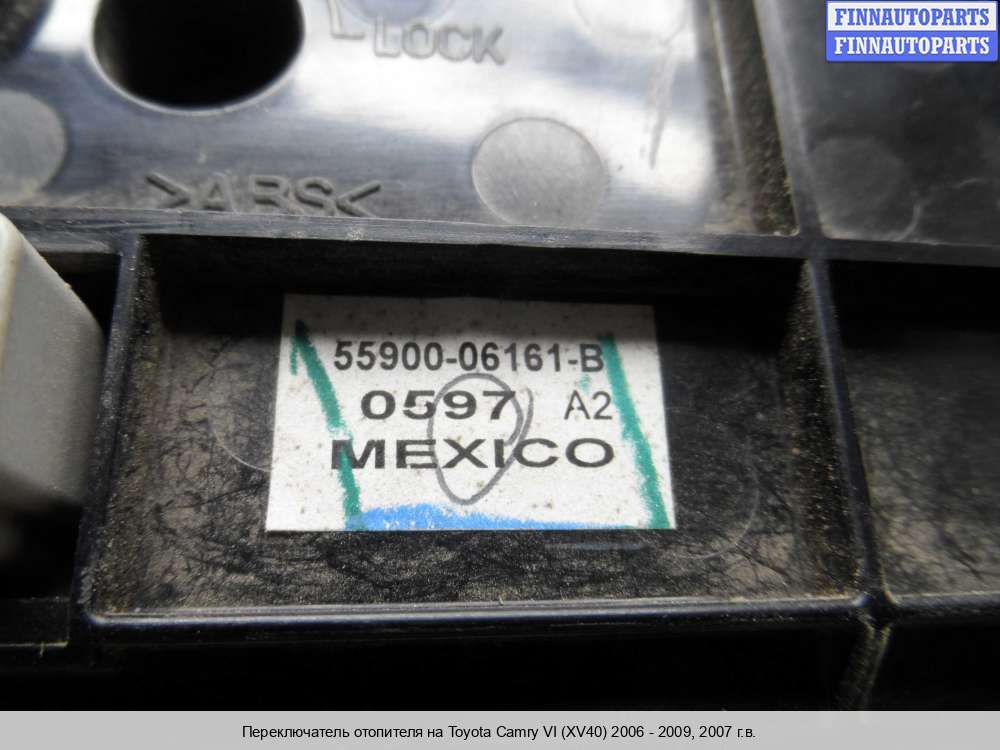 FINNAUTOPARTS
FINNAUTOPARTS
LOCK
>ABS<
55900-06161-B
0597 A2
MEXICO
Переключатель отопителя на Toyota Camry VI (XV40) 2006 - 2009, 2007 г.в.